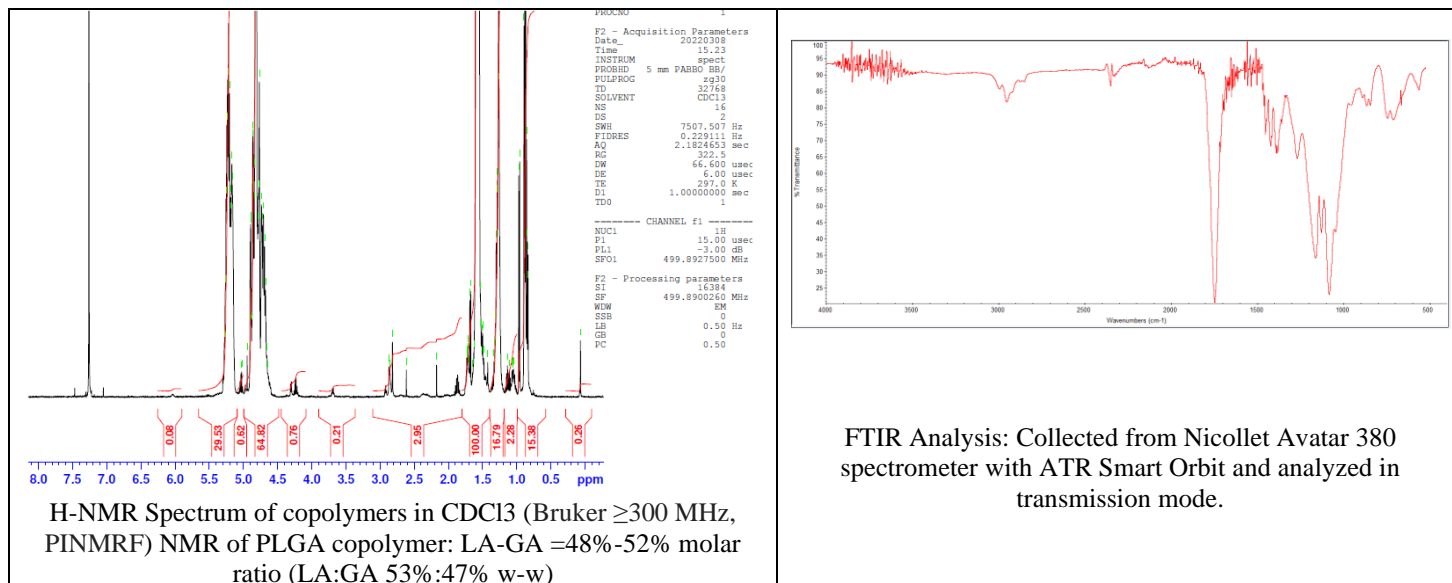 PROCNO 1
F2 - Acquisition Parameters
Date_ 20220308
Time 15.23
INSTRUM spect
PROBHD 5 mm PABBO BB/
PULPROG zg30
TD 32768
SOLVENT CDCl3
NS 16
DS 2
SWH 7507.507 Hz
FIDRES 0.229111 Hz
AQ 2.1824653 sec
RG 322.5
DW 66.600 usec
DE 6.00 usec
TE 297.0 K
D1 1.00000000 sec
TD0 1
======== CHANNEL f1 ========
NUC1 1H
P1 15.00 usec
PL1 -3.00 dB
SFO1 499.8927500 MHz
F2 - Processing parameters
SI 16384
SF 499.8900260 MHz
WDW EM
SSB 0
LB 0.50 Hz
GB 0
PC 0.50
0.08 29.53 0.62 64.82 0.76 0.21 2.95 100.00 16.79 2.28 15.38 0.26
8.0 7.5 7.0 6.5 6.0 5.5 5.0 4.5 4.0 3.5 3.0 2.5 2.0 1.5 1.0 0.5 ppm
H-NMR Spectrum of copolymers in CDCl3 (Bruker ≥300 MHz,
PINMRF) NMR of PLGA copolymer: LA-GA =48%-52% molar
ratio (LA:GA 53%:47% w-w)
100
95
90
85
80
75
70
65
60
55
50
45
40
35
30
25
% Transmittance
4000 3500 3000 2500 2000 1500 1000 500
Wavenumbers (cm-1)
FTIR Analysis: Collected from Nicollet Avatar 380
spectrometer with ATR Smart Orbit and analyzed in
transmission mode.